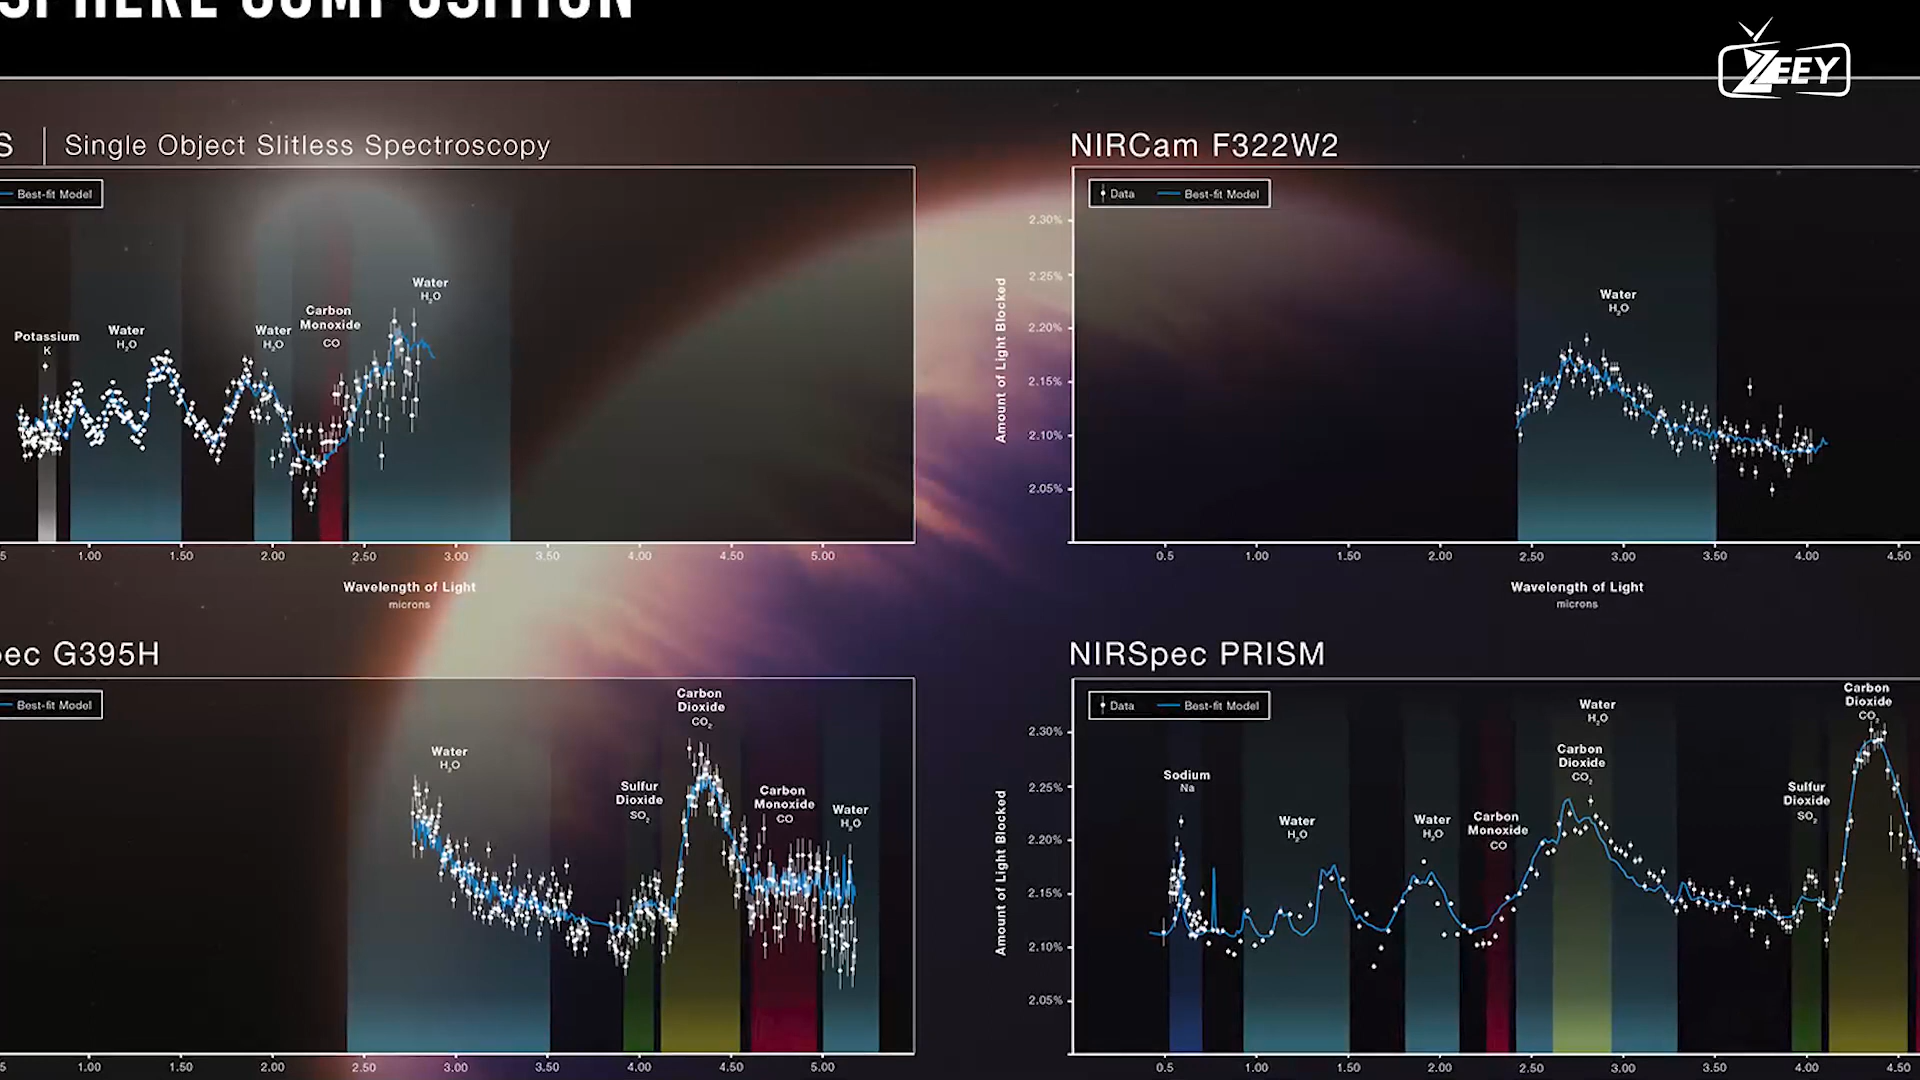 SPHERE COMPOSITION
ZEEY
S | Single Object Slitless Spectroscopy
Best-fit Model
Potassium
K
Water
H2O
Water
H2O
Carbon
Monoxide
CO
Water
H2O
5 1.00 1.50 2.00 2.50 3.00 3.50 4.00 4.50 5.00
Wavelength of Light
microns
NIRCam F322W2
Data Best-fit Model
Amount of Light Blocked
2.30%
2.25%
2.20%
2.15%
2.10%
2.05%
Water
H2O
0.5 1.00 1.50 2.00 2.50 3.00 3.50 4.00 4.50
Wavelength of Light
microns
ec G395H
Best-fit Model
Water
H2O
Sulfur
Dioxide
SO2
Carbon
Dioxide
CO2
Carbon
Monoxide
CO
Water
H2O
5 1.00 1.50 2.00 2.50 3.00 3.50 4.00 4.50 5.00
NIRSpec PRISM
Data Best-fit Model
Amount of Light Blocked
2.30%
2.25%
2.20%
2.15%
2.10%
2.05%
Sodium
Na
Water
H2O
Water
H2O
Carbon
Monoxide
CO
Water
H2O
Carbon
Dioxide
CO2
Sulfur
Dioxide
SO2
Carbon
Dioxide
CO2
0.5 1.00 1.50 2.00 2.50 3.00 3.50 4.00 4.50